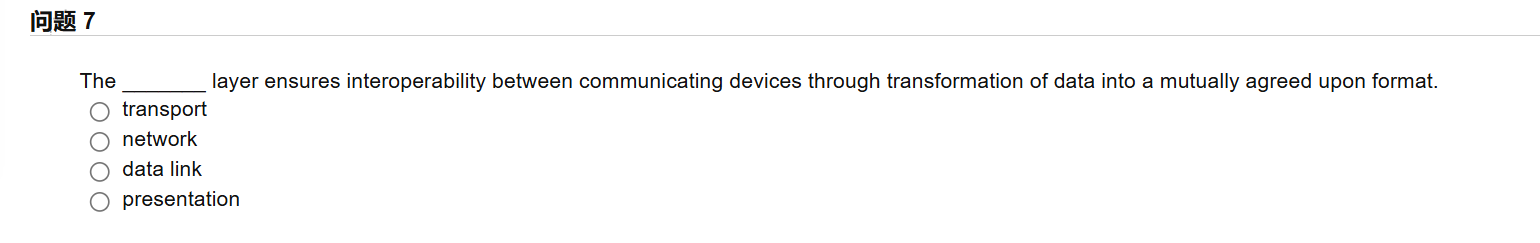 问题 7
The _______ layer ensures interoperability between communicating devices through transformation of data into a mutually agreed upon format.
transport
network
data link
presentation